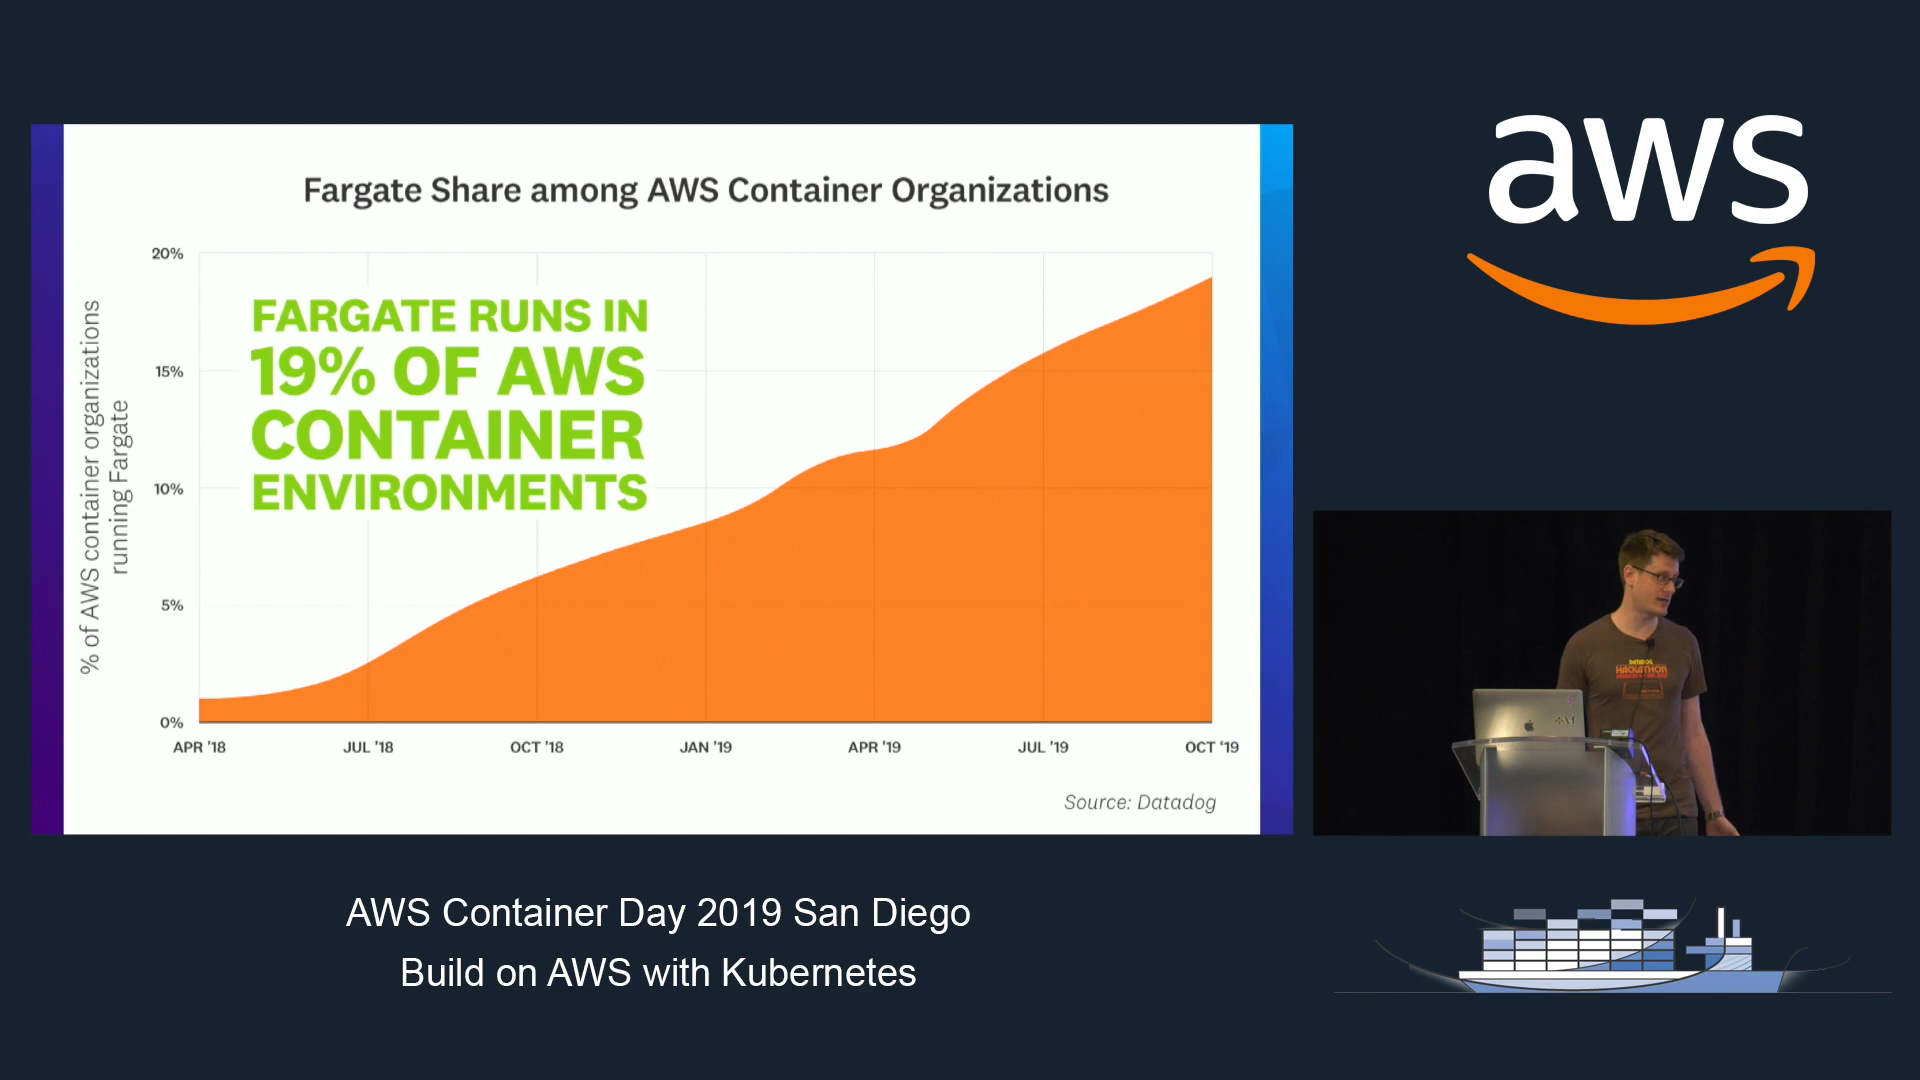 Fargate Share among AWS Container Organizations
20%
15%
10%
5%
0%
% of AWS container organizations
running Fargate
FARGATE RUNS IN
19% OF AWS
CONTAINER
ENVIRONMENTS
APR '18
JUL '18
OCT '18
JAN '19
APR '19
JUL '19
OCT '19
Source: Datadog
aws
DATADOG
HACKATHON
AWS Container Day 2019 San Diego
Build on AWS with Kubernetes